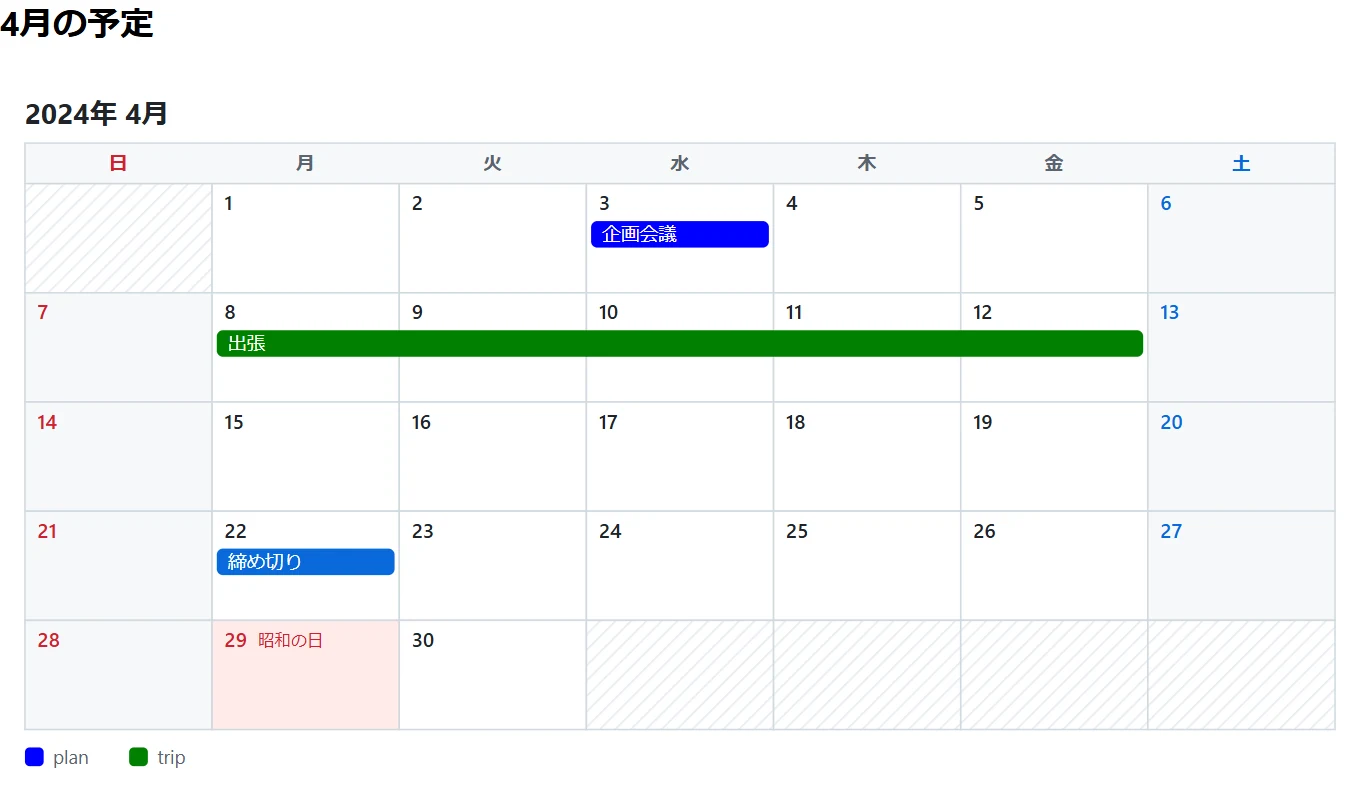 4月の予定
2024年 4月
日 月 火 水 木 金 土
1 2 3 4 5 6
企画会議
7 8 9 10 11 12 13
出張
14 15 16 17 18 19 20
21 22 23 24 25 26 27
締め切り
28 29 昭和の日 30
plan trip